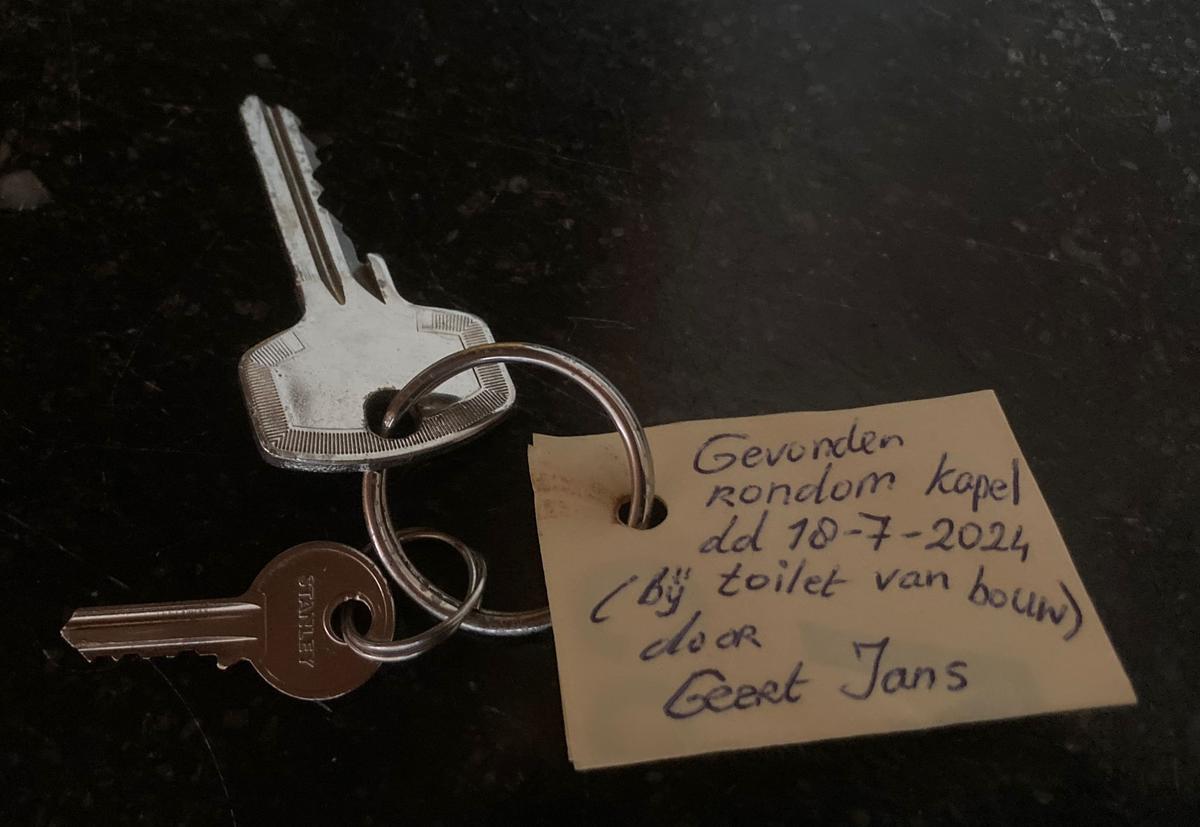 Gevonden
rondom kapel
dd 18-7-2024
(bij toilet van bouw)
door
Geert Jans
STANLEY